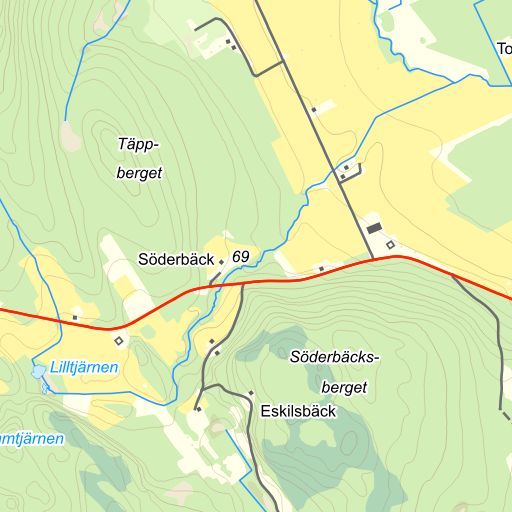 To
Täpp-
berget
Söderbäck
69
Lilltjärnen
Söderbäcks-
berget
Eskilsbäck
mtjärnen